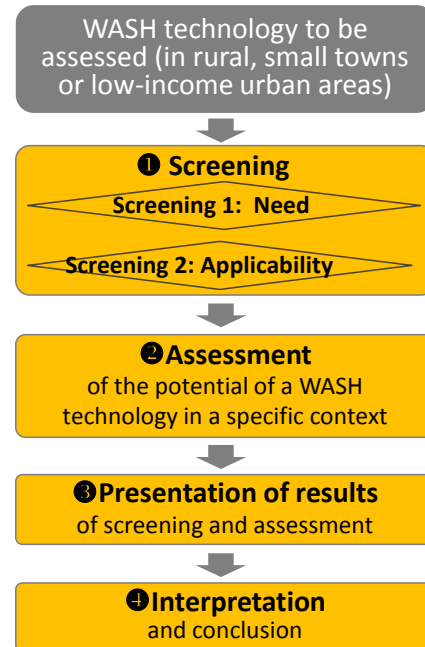 WASH technology to be
assessed (in rural, small towns
or low-income urban areas)
❶ Screening
Screening 1: Need
Screening 2: Applicability
❷Assessment
of the potential of a WASH
technology in a specific context
❸Presentation of results
of screening and assessment
❹Interpretation
and conclusion